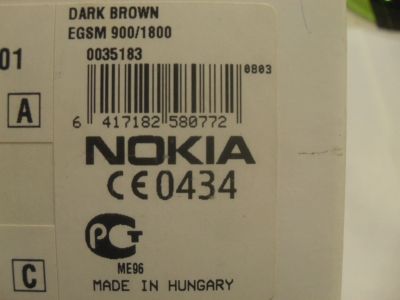 DARK BROWN
EGSM 900/1800
01
0035183
0803
A
6 417182 580772
NOKIA
CE0434
PCT
ME96
C
MADE IN HUNGARY